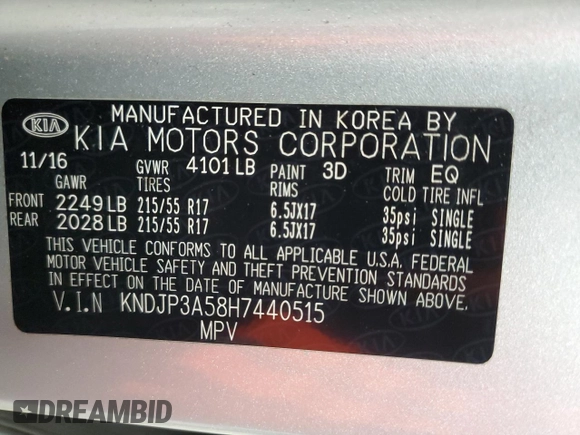 KIA MANUFACTURED IN KOREA BY
KIA MOTORS CORPORATION
11/16 GVWR 4101 LB PAINT 3D TRIM EQ
GAWR TIRES RIMS COLD TIRE INFL
FRONT 2249 LB 215/55 R17 6.5JX17 35psi SINGLE
REAR 2028 LB 215/55 R17 6.5JX17 35psi SINGLE
THIS VEHICLE CONFORMS TO ALL APPLICABLE U.S.A. FEDERAL
MOTOR VEHICLE SAFETY AND THEFT PREVENTION STANDARDS
IN EFFECT ON THE DATE OF MANUFACTURE SHOWN ABOVE.
V.I.N KNDJP3A58H7440515
MPV
DREAMBID